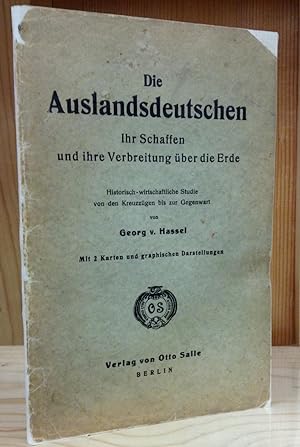 Die
Auslandsdeutschen
Ihr Schaffen
und ihre Verbreitung über die Erde
Historisch-wirtschaftliche Studie
von den Kreuzzügen bis zur Gegenwart
von
Georg v. Hassel
Mit 2 Karten und graphischen Darstellungen
OS
Verlag von Otto Salle
BERLIN